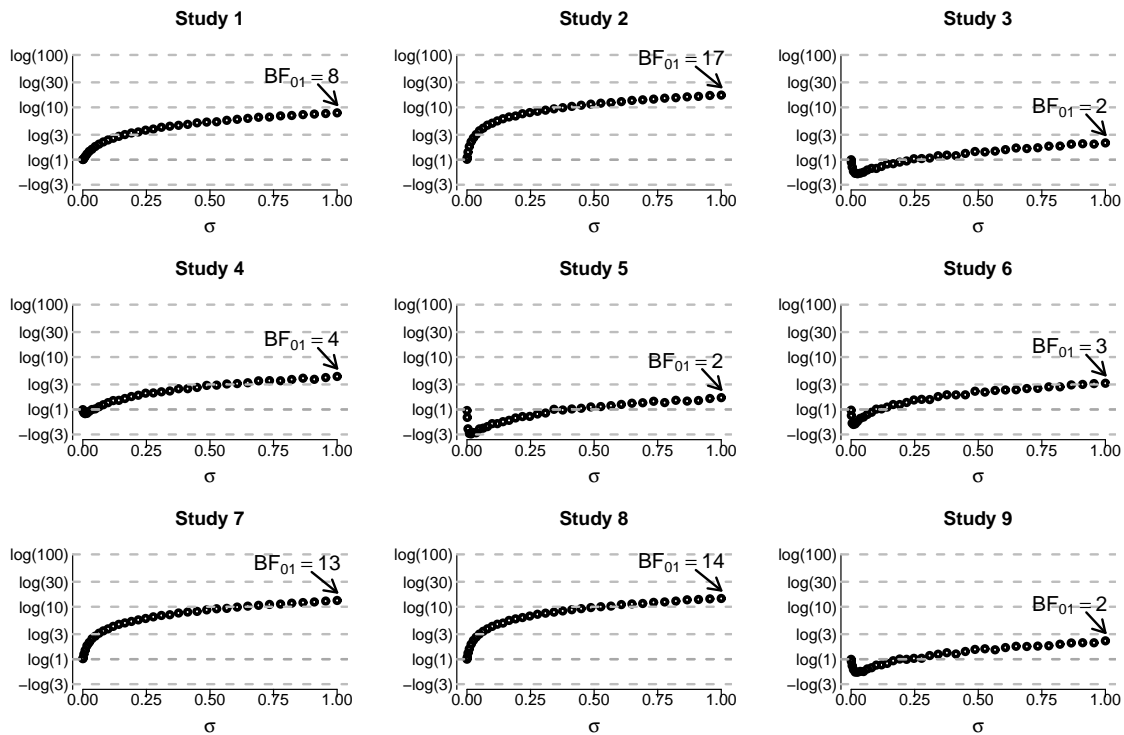 Study 1
log(100)
log(30)
log(10)
log(3)
log(1)
−log(3)
BF01 = 8
0.00 0.25 0.50 0.75 1.00
σ
Study 2
log(100)
log(30)
log(10)
log(3)
log(1)
−log(3)
BF01 = 17
0.00 0.25 0.50 0.75 1.00
σ
Study 3
log(100)
log(30)
log(10)
log(3)
log(1)
−log(3)
BF01 = 2
0.00 0.25 0.50 0.75 1.00
σ
Study 4
log(100)
log(30)
log(10)
log(3)
log(1)
−log(3)
BF01 = 4
0.00 0.25 0.50 0.75 1.00
σ
Study 5
log(100)
log(30)
log(10)
log(3)
log(1)
−log(3)
BF01 = 2
0.00 0.25 0.50 0.75 1.00
σ
Study 6
log(100)
log(30)
log(10)
log(3)
log(1)
−log(3)
BF01 = 3
0.00 0.25 0.50 0.75 1.00
σ
Study 7
log(100)
log(30)
log(10)
log(3)
log(1)
−log(3)
BF01 = 13
0.00 0.25 0.50 0.75 1.00
σ
Study 8
log(100)
log(30)
log(10)
log(3)
log(1)
−log(3)
BF01 = 14
0.00 0.25 0.50 0.75 1.00
σ
Study 9
log(100)
log(30)
log(10)
log(3)
log(1)
−log(3)
BF01 = 2
0.00 0.25 0.50 0.75 1.00
σ